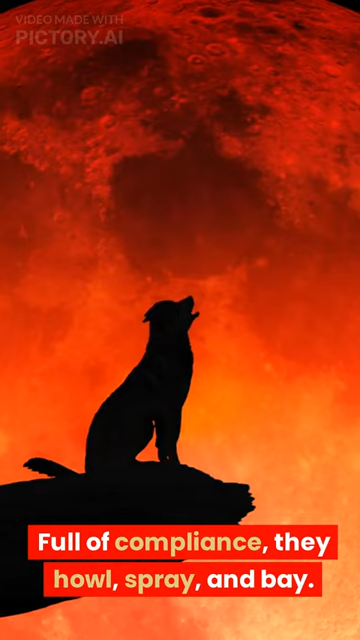 VIDEO MADE WITH
PICTORY.AI
Full of compliance, they
howl, spray, and bay.